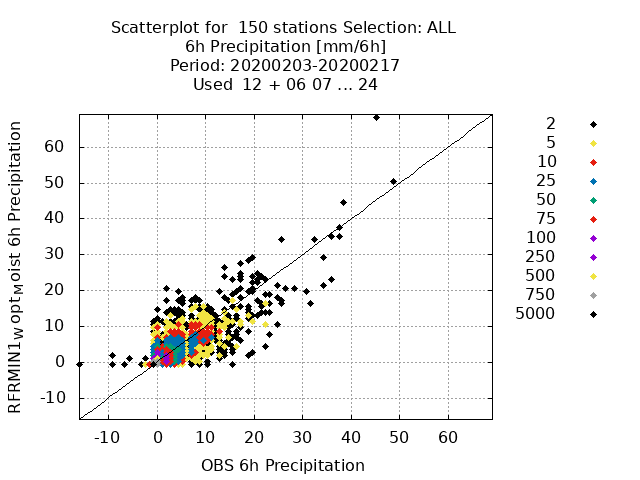 Scatterplot for  150 stations Selection: ALL
6h Precipitation [mm/6h]
Period: 20200203-20200217
Used  12 + 06 07 ... 24
RFRMIN1W optMoist 6h Precipitation
60
50
40
30
20
10
0
-10
-10 0 10 20 30 40 50 60
OBS 6h Precipitation
2
5
10
25
50
75
100
250
500
750
5000